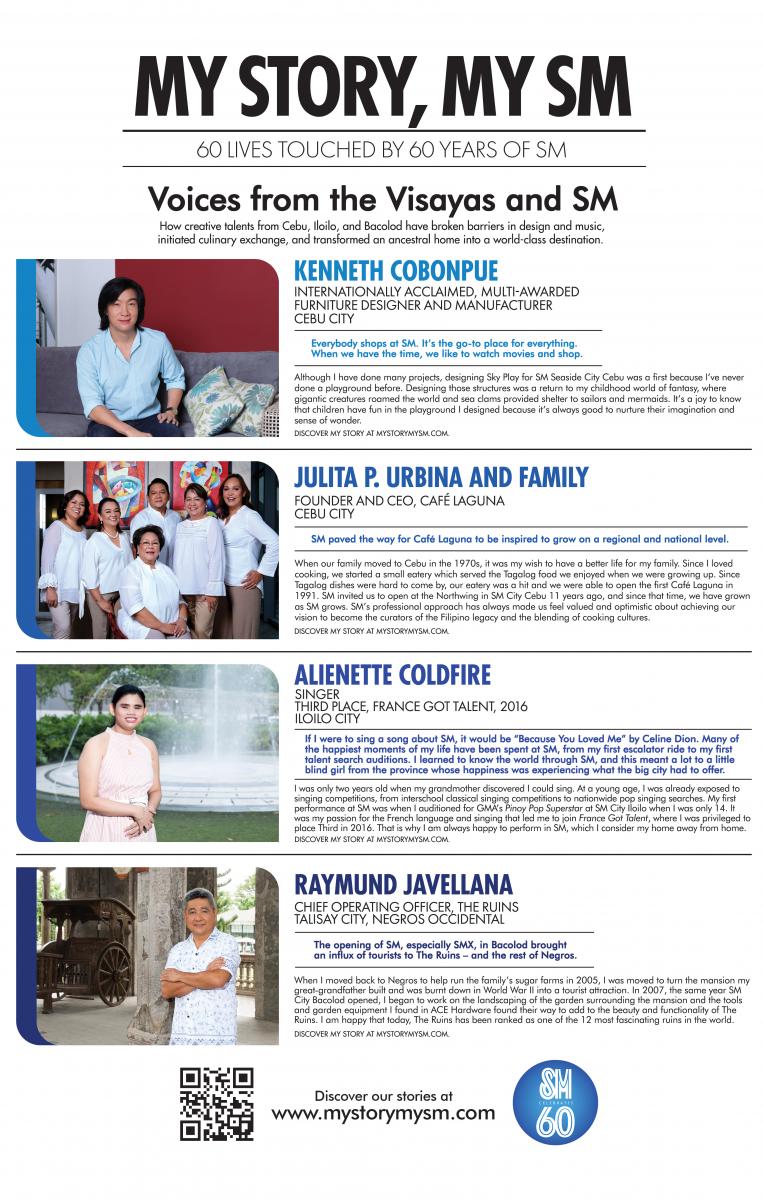 MY STORY, MY SM
60 LIVES TOUCHED BY 60 YEARS OF SM
Voices from the Visayas and SM
How creative talents from Cebu, Iloilo, and Bacolod have broken barriers in design and music,
initiated culinary exchange, and transformed an ancestral home into a world-class destination.
KENNETH COBONPUE
INTERNATIONALLY ACCLAIMED, MULTI-AWARDED
FURNITURE DESIGNER AND MANUFACTURER
CEBU CITY
Everybody shops at SM. It's the go-to place for everything.
When we have the time, we like to watch movies and shop.
Although I have done many projects, designing Sky Play for SM Seaside City Cebu was a first because I've never
done a playground before. Designing those structures was a return to my childhood world of fantasy, where
gigantic creatures roamed the world and sea clams provided shelter to sailors and mermaids. It's a joy to know
that children have fun in the playground I designed because it's always good to nurture their imagination and
sense of wonder.
DISCOVER MY STORY AT MYSTORYMYSM.COM.
JULITA P. URBINA AND FAMILY
FOUNDER AND CEO, CAFÉ LAGUNA
CEBU CITY
SM paved the way for Café Laguna to be inspired to grow on a regional and national level.
When our family moved to Cebu in the 1970s, it was my wish to have a better life for my family. Since I loved
cooking, we started a small eatery which served the Tagalog food we enjoyed when we were growing up. Since
Tagalog dishes were hard to come by, our eatery was a hit and we were able to open the first Café Laguna in
1991. SM invited us to open at the Northwing in SM City Cebu 11 years ago, and since that time, we have grown
as SM grows. SM's professional approach has always made us feel valued and optimistic about achieving our
vision to become the curators of the Filipino legacy and the blending of cooking cultures.
DISCOVER MY STORY AT MYSTORYMYSM.COM.
ALIENETTE COLDFIRE
SINGER
THIRD PLACE, FRANCE GOT TALENT, 2016
ILOILO CITY
If I were to sing a song about SM, it would be "Because You Loved Me" by Celine Dion. Many of
the happiest moments of my life have been spent at SM, from my first escalator ride to my first
talent search auditions. I learned to know the world through SM, and this meant a lot to a little
blind girl from the province whose happiness was experiencing what the big city had to offer.
I was only two years old when my grandmother discovered I could sing. At a young age, I was already exposed to
singing competitions, from interschool classical singing competitions to nationwide pop singing searches. My first
performance at SM was when I auditioned for GMA's Pinoy Pop Superstar at SM City Iloilo when I was only 14. It
was my passion for the French language and singing that led me to join France Got Talent, where I was privileged to
place Third in 2016. That is why I am always happy to perform in SM, which I consider my home away from home.
DISCOVER MY STORY AT MYSTORYMYSM.COM.
RAYMUND JAVELLANA
CHIEF OPERATING OFFICER, THE RUINS
TALISAY CITY, NEGROS OCCIDENTAL
The opening of SM, especially SMX, in Bacolod brought
an influx of tourists to The Ruins – and the rest of Negros.
When I moved back to Negros to help run the family's sugar farms in 2005, I was moved to turn the mansion my
great-grandfather built and was burnt down in World War II into a tourist attraction. In 2007, the same year SM
City Bacolod opened, I began to work on the landscaping of the garden surrounding the mansion and the tools
and garden equipment I found in ACE Hardware found their way to add to the beauty and functionality of The
Ruins. I am happy that today, The Ruins has been ranked as one of the 12 most fascinating ruins in the world.
DISCOVER MY STORY AT MYSTORYMYSM.COM.
Discover our stories at
www.mystorymysm.com
SM
CELEBRATES
60